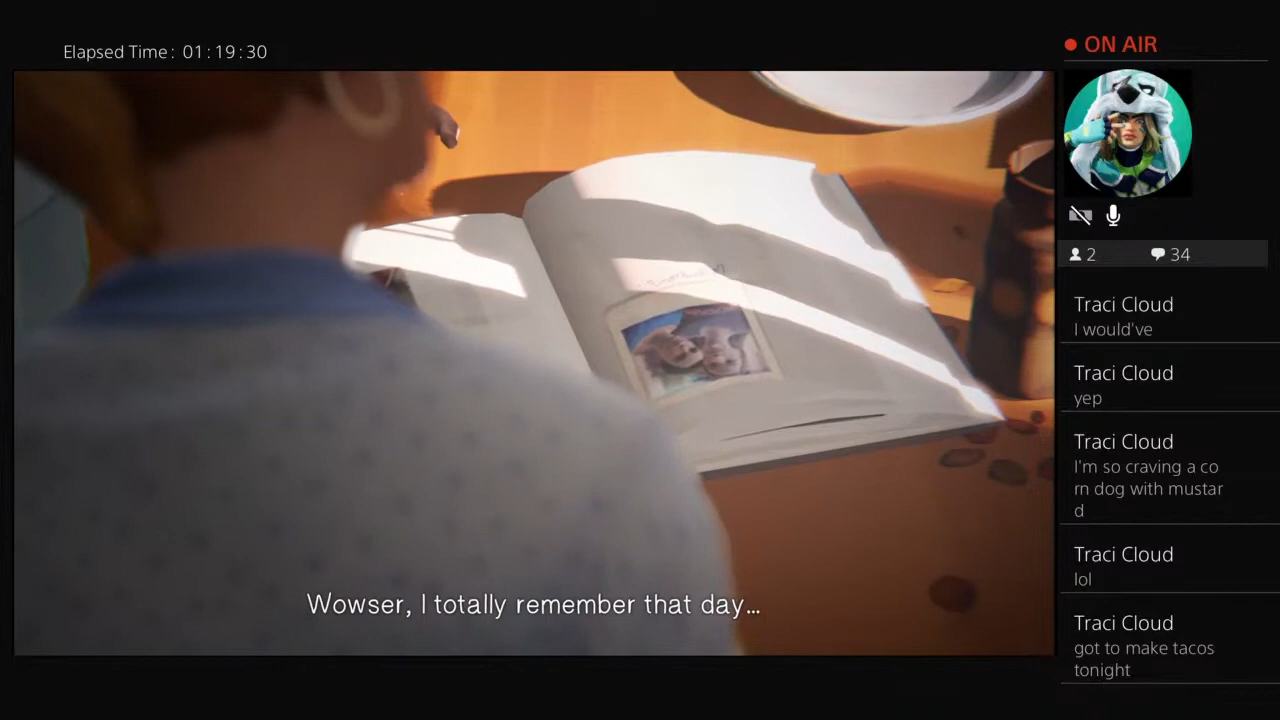 Elapsed Time: 01:19:30
ON AIR
2 34
Traci Cloud
I would've
Traci Cloud
yep
Traci Cloud
I'm so craving a co
rn dog with mustar
d
Traci Cloud
lol
Traci Cloud
got to make tacos
tonight
Wowser, I totally remember that day...